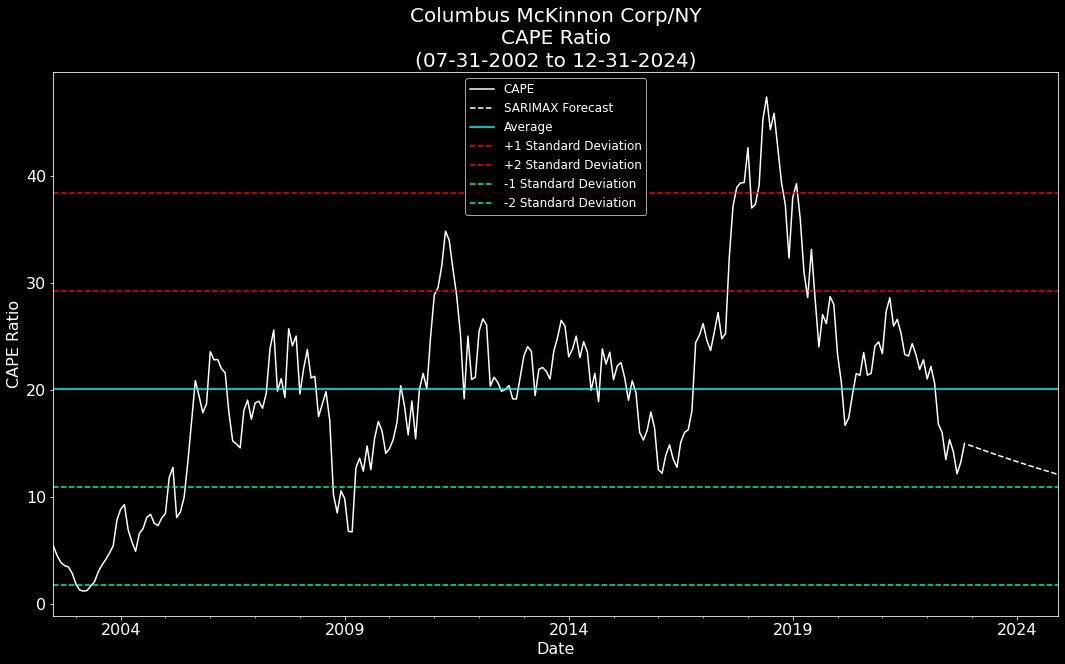 Columbus McKinnon Corp/NY
CAPE Ratio
(07-31-2002 to 12-31-2024)
CAPE
SARIMAX Forecast
Average
+1 Standard Deviation
+2 Standard Deviation
-1 Standard Deviation
-2 Standard Deviation
CAPE Ratio
40
30
20
10
0
2004
2009
2014
2019
2024
Date